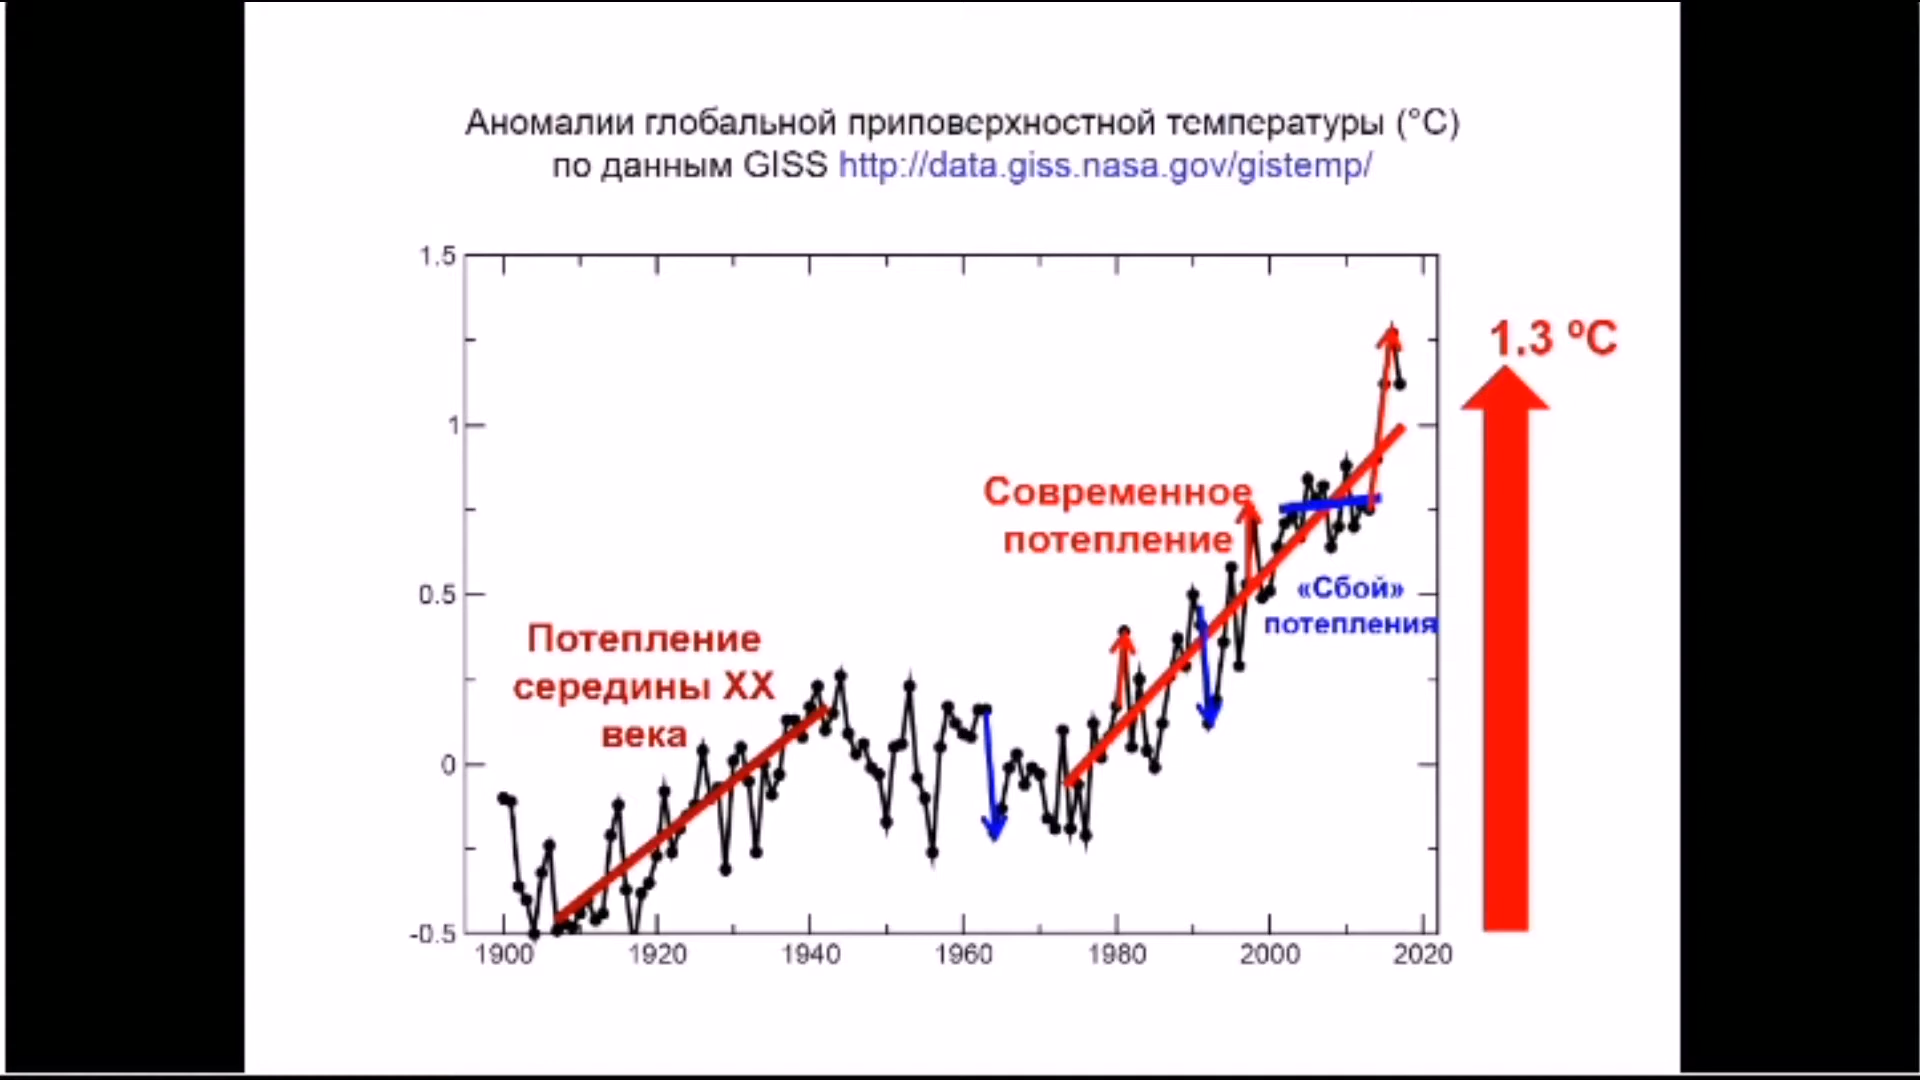 Аномалии глобальной приповерхностной температуры (°C)
по данным GISS http://data.giss.nasa.gov/gistemp/
1.5
1
0.5
0
-0.5
1900 1920 1940 1960 1980 2000 2020
1.3 ºC
Современное
потепление
«Сбой»
потепления
Потепление
середины XX
века